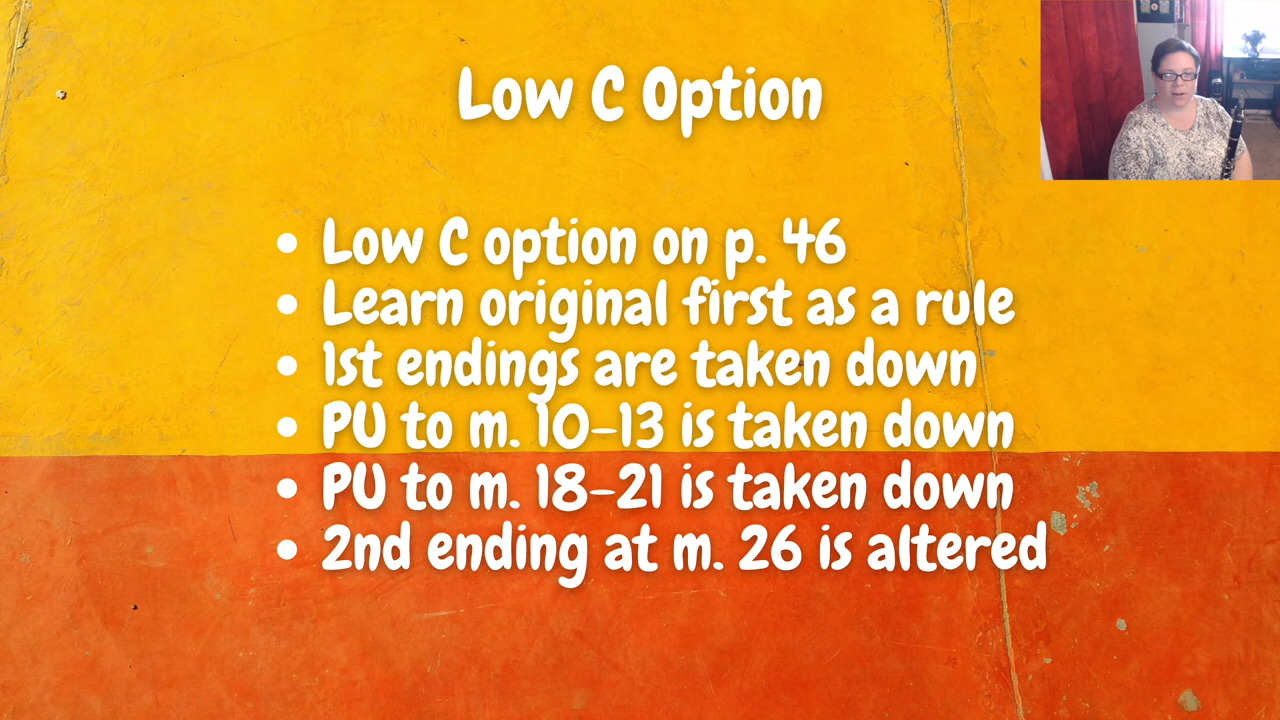 Low C Option
• Low C option on p. 46
• Learn original first as a rule
• 1st endings are taken down
• PU to m. 10-13 is taken down
• PU to m. 18-21 is taken down
• 2nd ending at m. 26 is altered